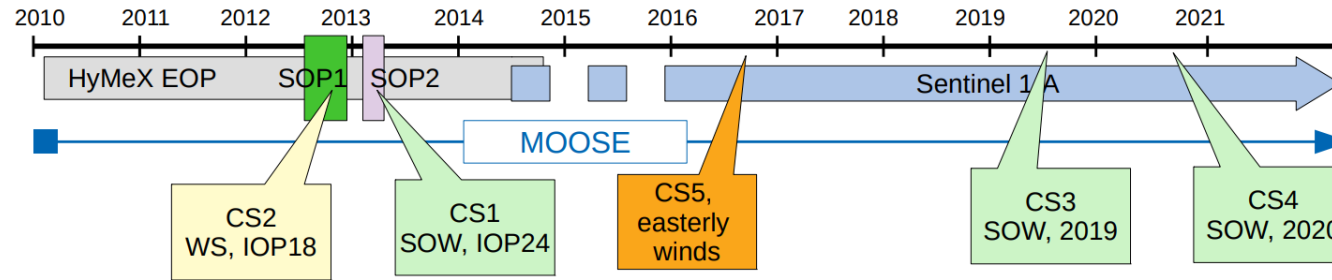 2010 2011 2012 2013 2014 2015 2016 2017 2018 2019 2020 2021
HyMeX EOP SOP1 SOP2 Sentinel 1 A
MOOSE
CS2
WS, IOP18
CS1
SOW, IOP24
CS5,
easterly
winds
CS3
SOW, 2019
CS4
SOW, 2020